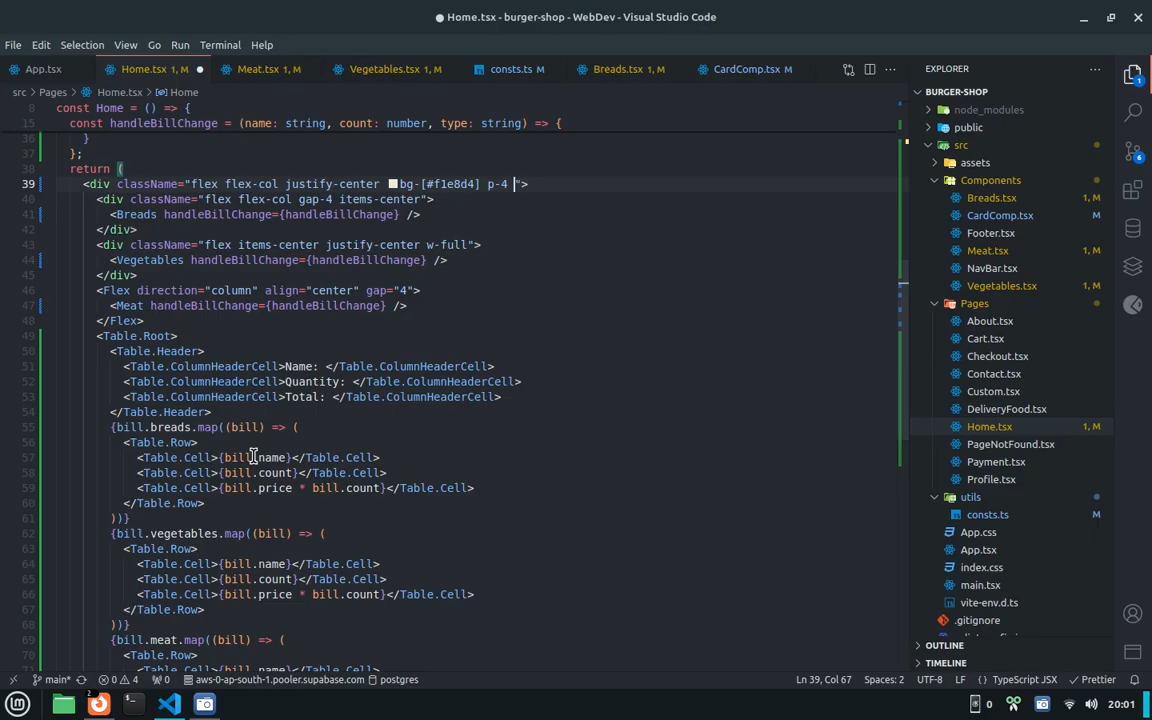 Home.tsx - burger-shop - WebDev - Visual Studio Code
File Edit Selection View Go Run Terminal Help
App.tsx Home.tsx 1, M Meat.tsx 1, M Vegetables.tsx 1, M consts.ts M Breads.tsx 1, M CardComp.tsx M
src > Pages > Home.tsx > Home
8 const Home = () => {
15 const handleBillChange = (name: string, count: number, type: string) => {
36 }
37 };
38 return (
39 <div className="flex flex-col justify-center bg-[#f1e8d4] p-4 ">
40 <div className="flex flex-col gap-4 items-center">
41 <Breads handleBillChange={handleBillChange} />
42 </div>
43 <div className="flex items-center justify-center w-full">
44 <Vegetables handleBillChange={handleBillChange} />
45 </div>
46 <Flex direction="column" align="center" gap="4">
47 <Meat handleBillChange={handleBillChange} />
48 </Flex>
49 <Table.Root>
50 <Table.Header>
51 <Table.ColumnHeaderCell>Name: </Table.ColumnHeaderCell>
52 <Table.ColumnHeaderCell>Quantity: </Table.ColumnHeaderCell>
53 <Table.ColumnHeaderCell>Total: </Table.ColumnHeaderCell>
54 </Table.Header>
55 {bill.breads.map((bill) => (
56 <Table.Row>
57 <Table.Cell>{bill.name}</Table.Cell>
58 <Table.Cell>{bill.count}</Table.Cell>
59 <Table.Cell>{bill.price * bill.count}</Table.Cell>
60 </Table.Row>
61 ))}
62 {bill.vegetables.map((bill) => (
63 <Table.Row>
64 <Table.Cell>{bill.name}</Table.Cell>
65 <Table.Cell>{bill.count}</Table.Cell>
66 <Table.Cell>{bill.price * bill.count}</Table.Cell>
67 </Table.Row>
68 ))}
69 {bill.meat.map((bill) => (
70 <Table.Row>
71 <Table.Cell>{bill.name}</Table.Cell>
EXPLORER
BURGER-SHOP
node_modules
public
src
assets
Components
Breads.tsx 1, M
CardComp.tsx M
Footer.tsx
Meat.tsx 1, M
NavBar.tsx
Vegetables.tsx 1, M
Pages
About.tsx
Cart.tsx
Checkout.tsx
Contact.tsx
Custom.tsx
DeliveryFood.tsx
Home.tsx 1, M
PageNotFound.tsx
Payment.tsx
Profile.tsx
utils
consts.ts M
App.css
App.tsx
index.css
main.tsx
vite-env.d.ts
.gitignore
OUTLINE
TIMELINE
1
6
main* 0 4 0 aws-0-ap-south-1.pooler.supabase.com postgres Ln 39, Col 67 Spaces: 2 UTF-8 LF {} TypeScript JSX Prettier
2 0 20:01